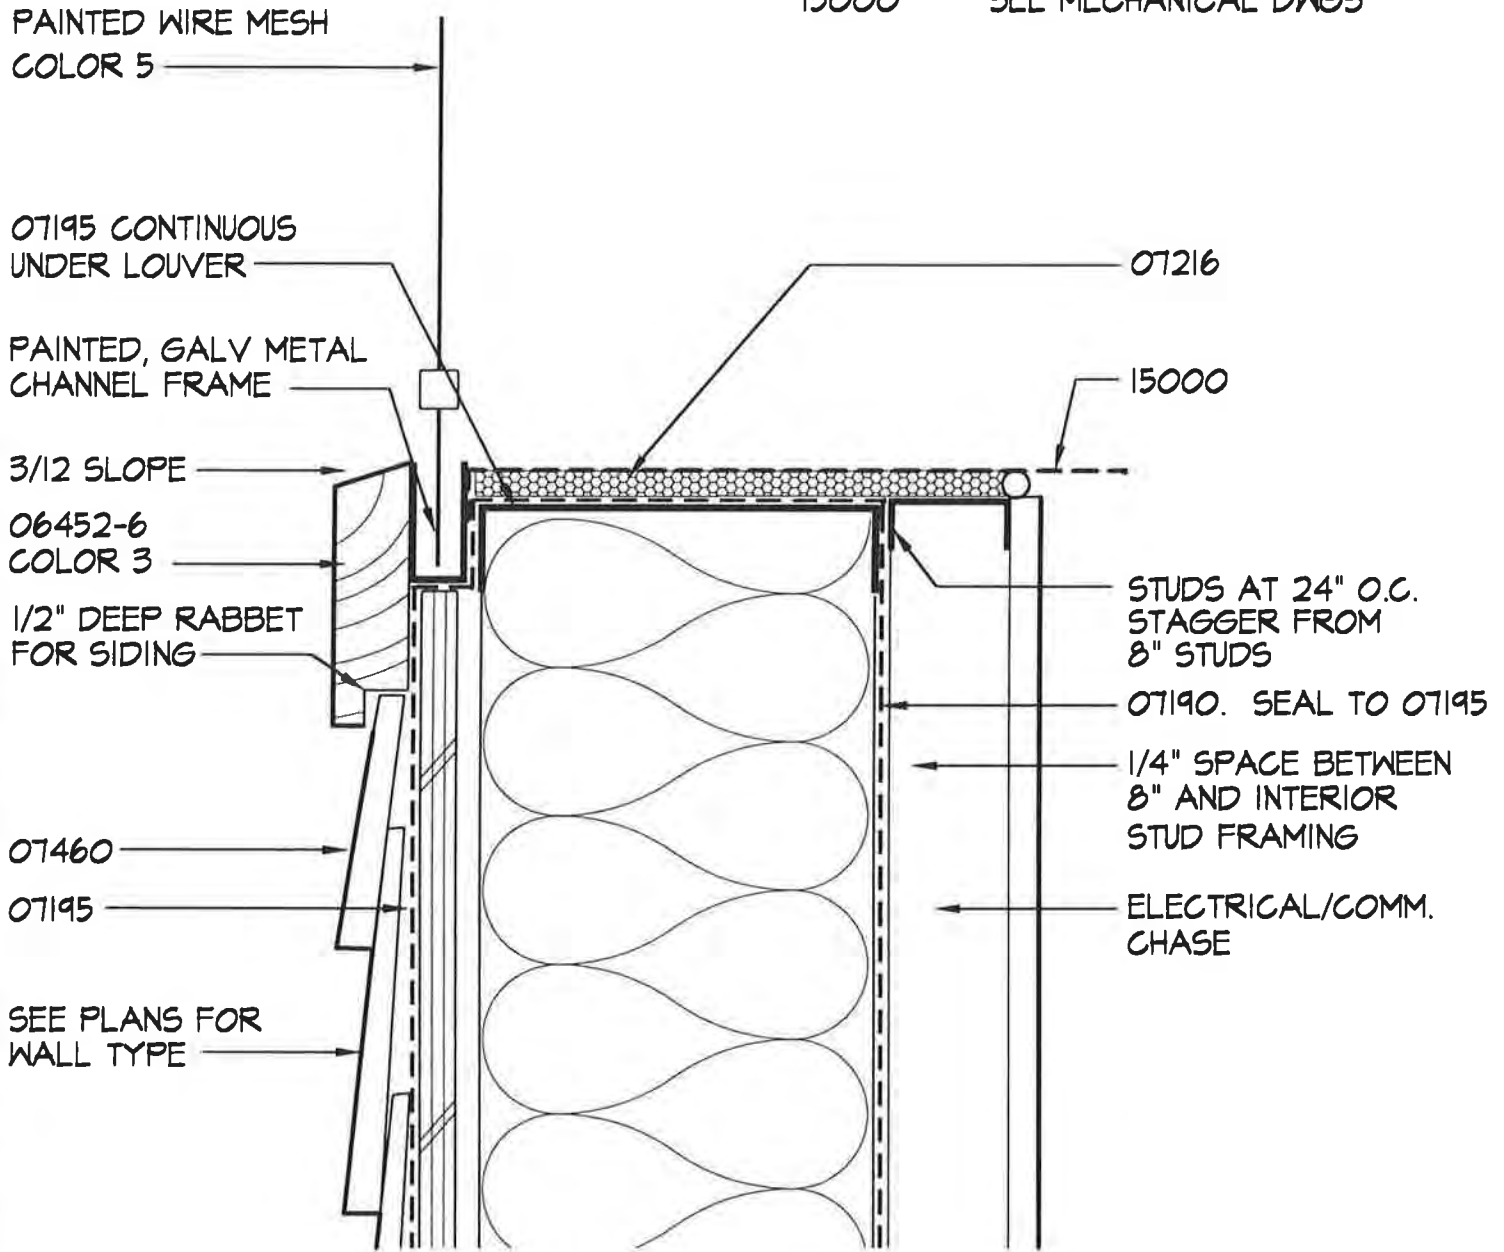 15000 SEE MECHANICAL DWGS
PAINTED WIRE MESH
COLOR 5
07195 CONTINUOUS
UNDER LOUVER
07216
PAINTED, GALV METAL
CHANNEL FRAME
15000
3/12 SLOPE
06452-6
COLOR 3
1/2" DEEP RABBET
FOR SIDING
STUDS AT 24" O.C.
STAGGER FROM
8" STUDS
07190. SEAL TO 07195
1/4" SPACE BETWEEN
8" AND INTERIOR
STUD FRAMING
07460
07195
ELECTRICAL/COMM.
CHASE
SEE PLANS FOR
WALL TYPE